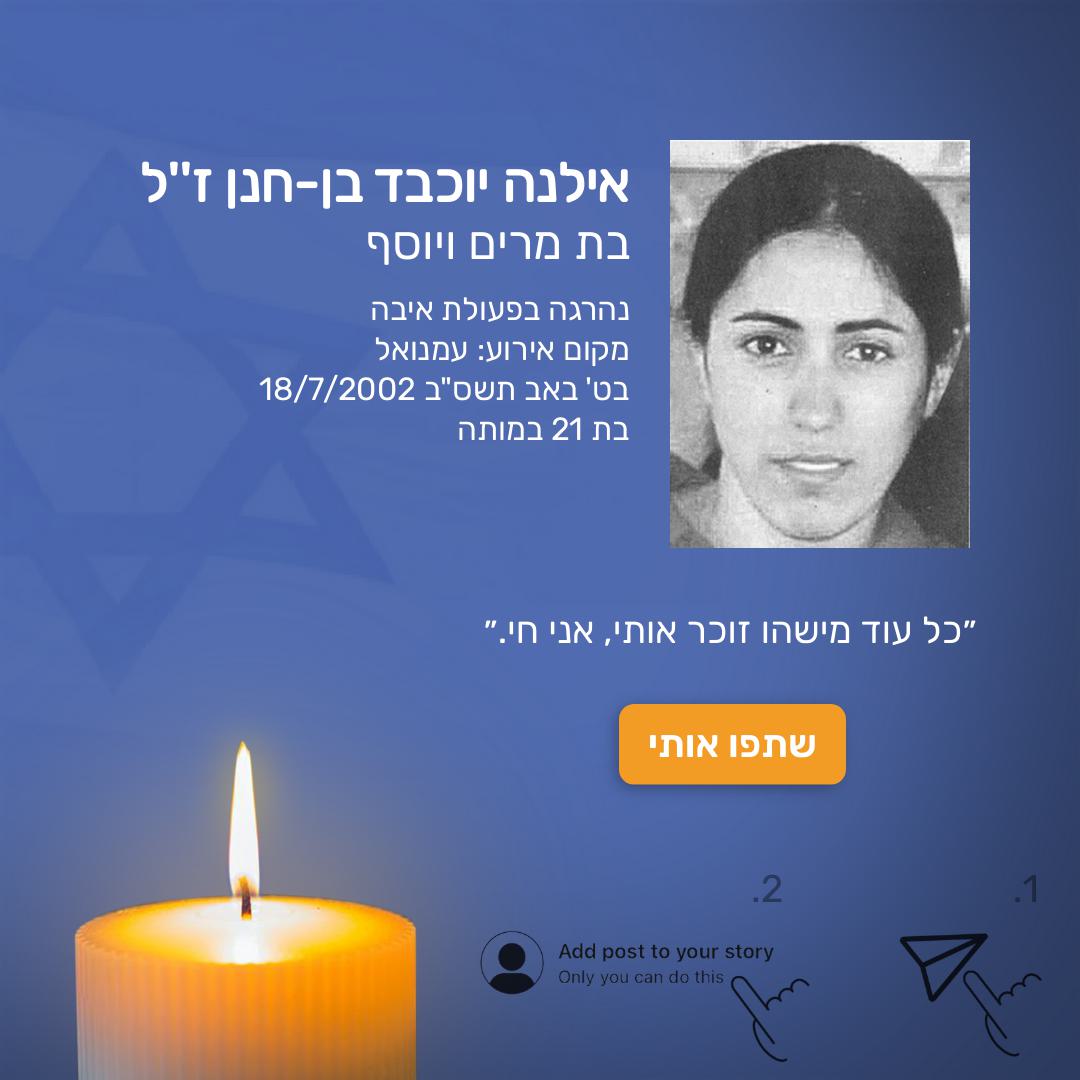 אילנה יוכבד בן-חנן ז"ל
בת מרים ויוסף
נהרגה בפעולת איבה
מקום אירוע: עמנואל
בט' באב תשס"ב 18/7/2002
בת 21 במותה
״כל עוד מישהו זוכר אותי, אני חי.״
שתפו אותי
1.
2.
Add post to your story
Only you can do this